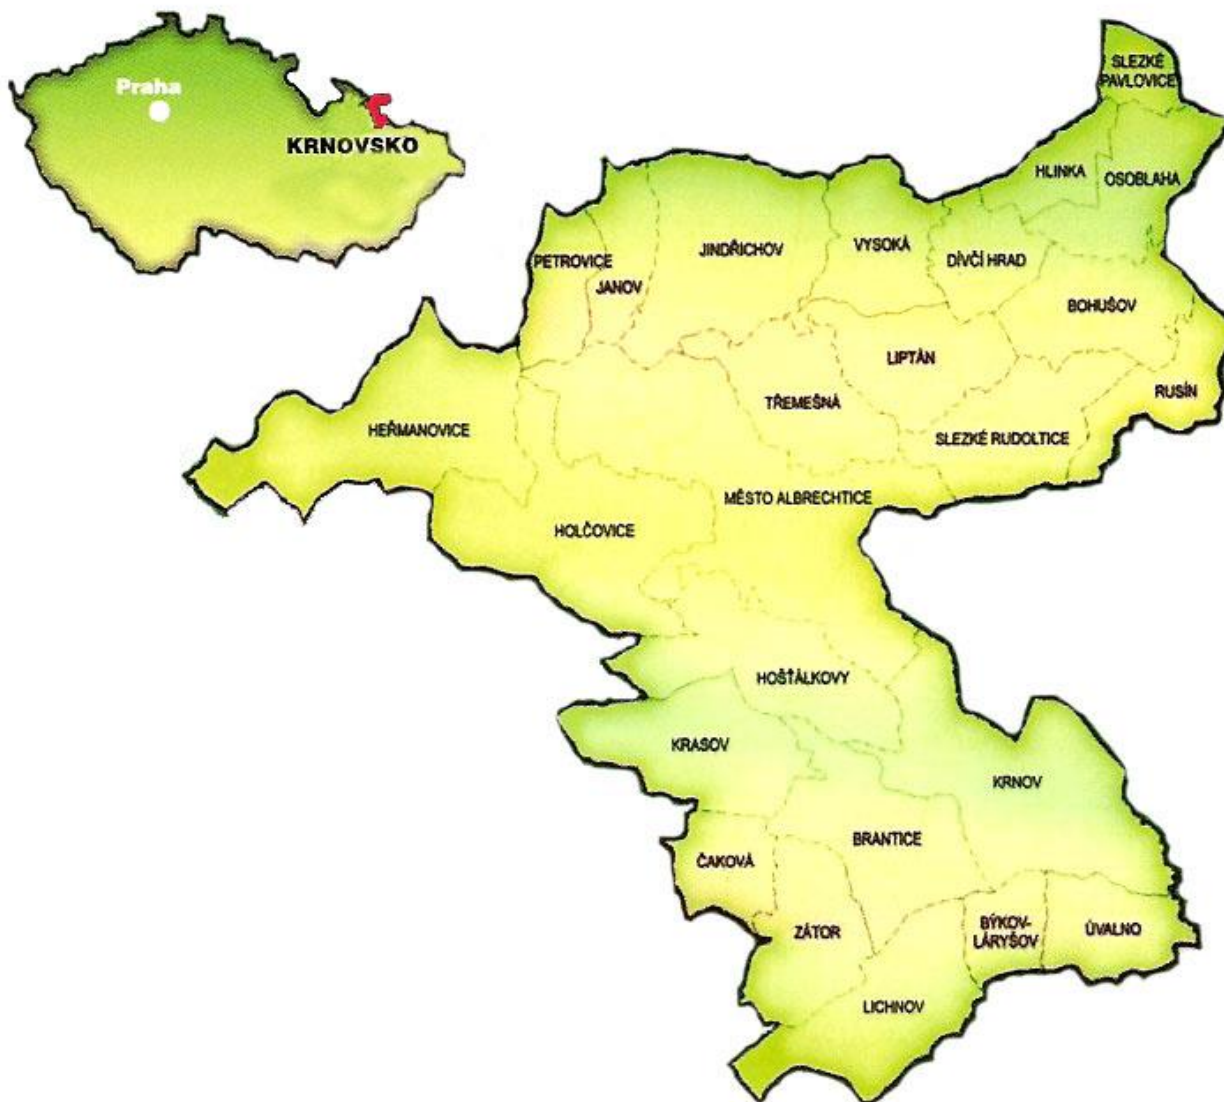 Praha
KRNOVSKO
SLEZKÉ
PAVLOVICE
HLINKA
OSOBLAHA
PETROVICE
JANOV
JINDŘICHOV
VYSOKÁ
DÍVČÍ HRAD
BOHUŠOV
LIPTÁN
RUSÍN
TŘEMEŠNÁ
HEŘMANOVICE
SLEZKÉ RUDOLTICE
MĚSTO ALBRECHTICE
HOLČOVICE
HOŠŤÁLKOVY
KRASOV
KRNOV
BRANTICE
ČAKOVÁ
ZÁTOR
BÝKOV-
LÁRYŠOV
ÚVALNO
LICHNOV